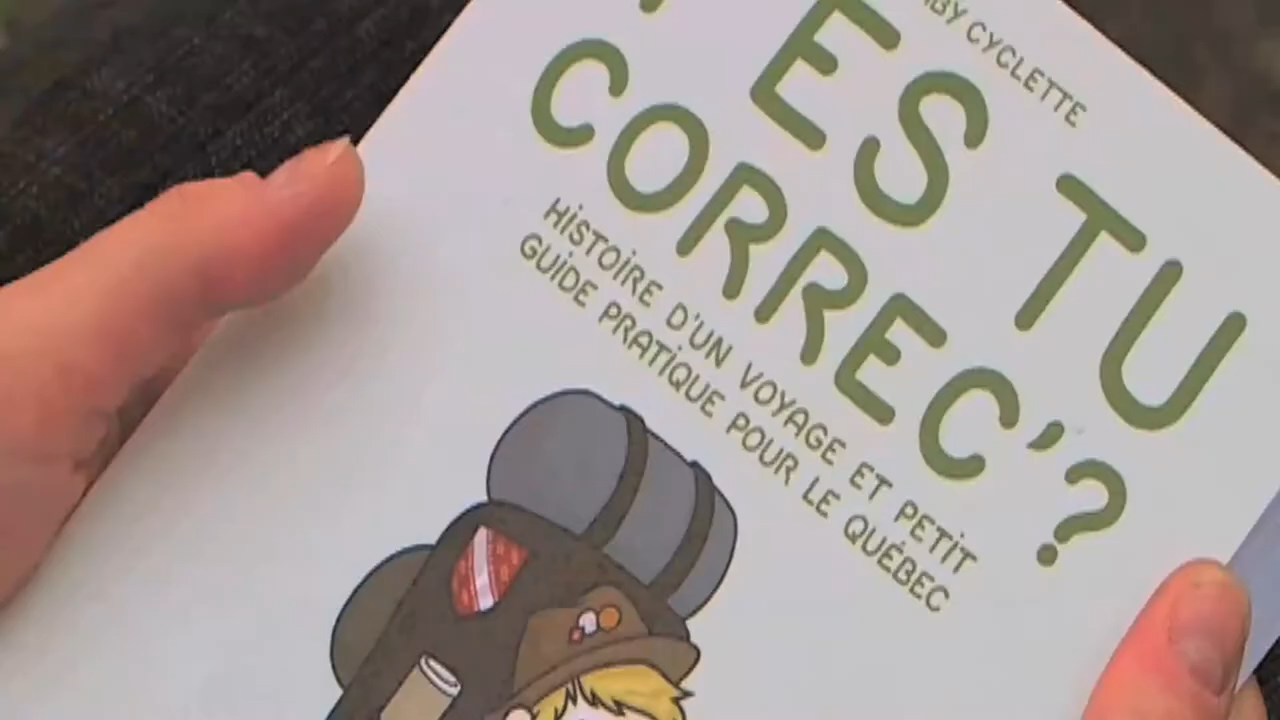 CYCLETTE
ES TU
CORREC'?
HISTOIRE D'UN VOYAGE ET PETIT
GUIDE PRATIQUE POUR LE QUÉBEC